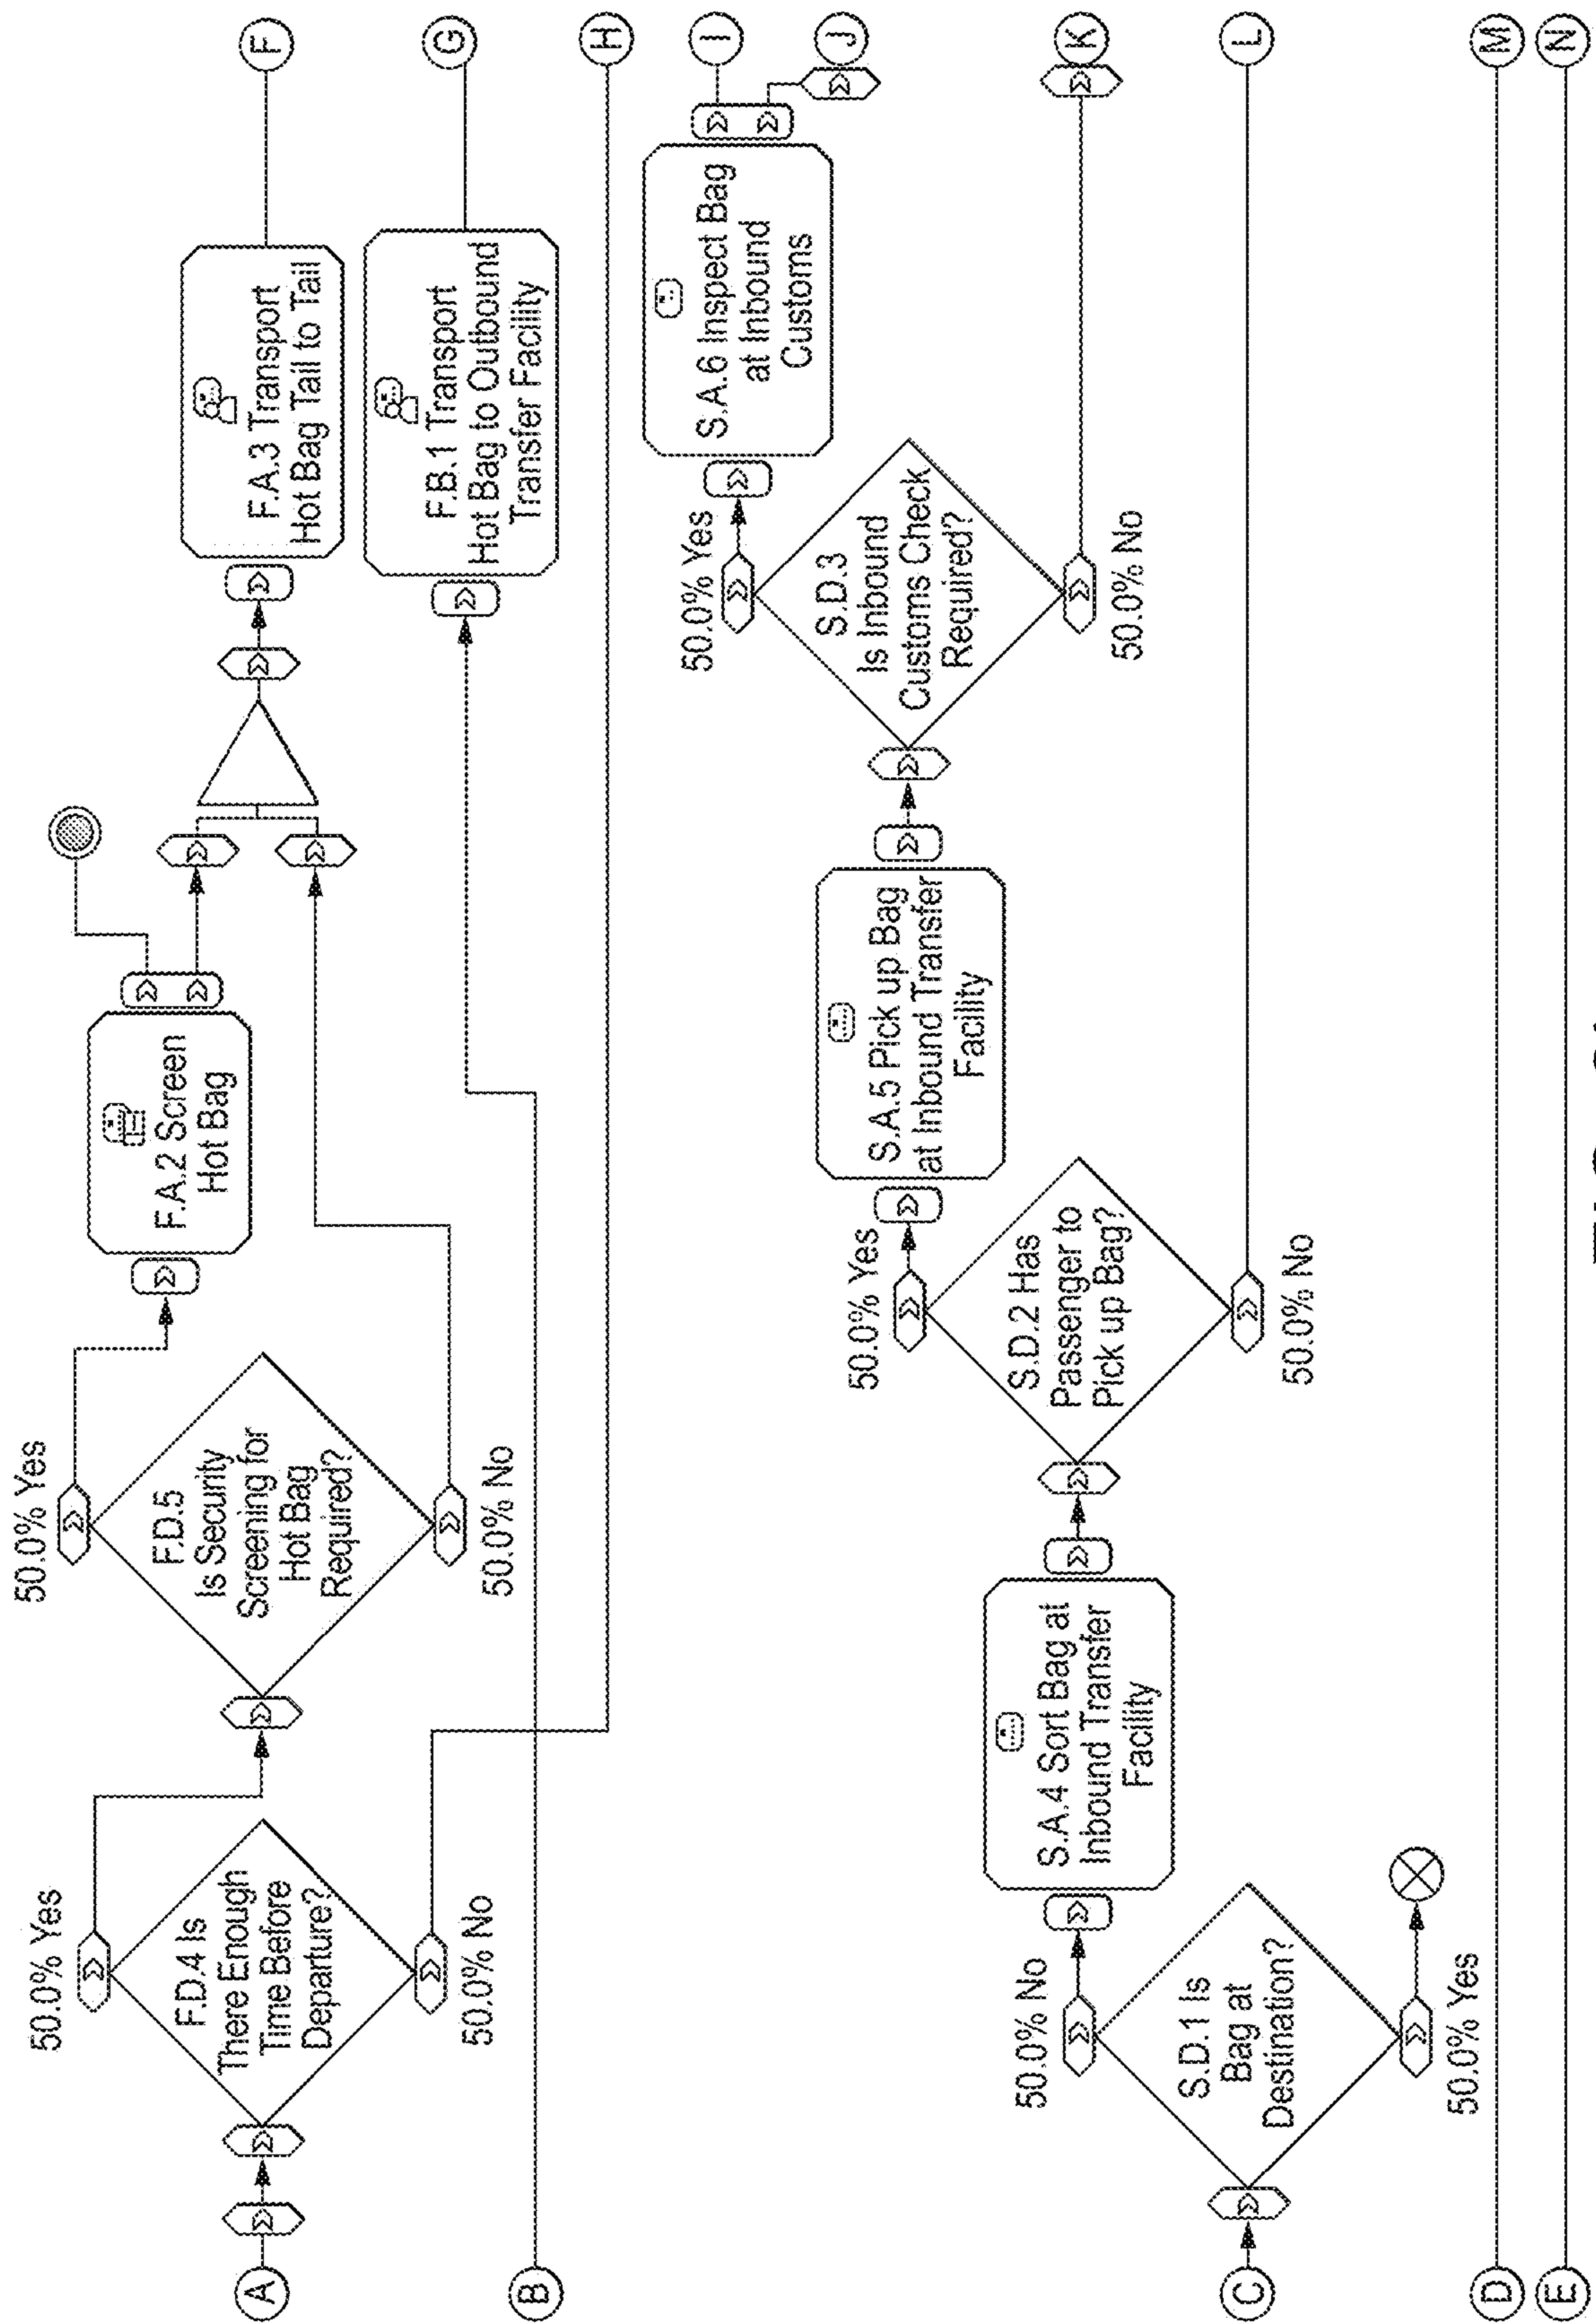 A
50.0% Yes
F.D.4 Is
There Enough
Time Before
Departure?
50.0% No
50.0% Yes
F.D.5
Is Security
Screening for
Hot Bag
Required?
50.0% No
F.A.2 Screen
Hot Bag
F.A.3 Transport
Hot Bag Tail to Tail
F
B
F.B.1 Transport
Hot Bag to Outbound
Transfer Facility
G
H
C
S.D.1 Is
Bag at
Destination?
50.0% No
50.0% Yes
S.A.4 Sort Bag at
Inbound Transfer
Facility
S.D.2 Has
Passenger to
Pick up Bag?
50.0% Yes
50.0% No
S.A.5 Pick up Bag
at Inbound Transfer
Facility
S.D.3
Is Inbound
Customs Check
Required?
50.0% Yes
50.0% No
S.A.6 Inspect Bag
at Inbound
Customs
I
J
K
L
D
M
E
N